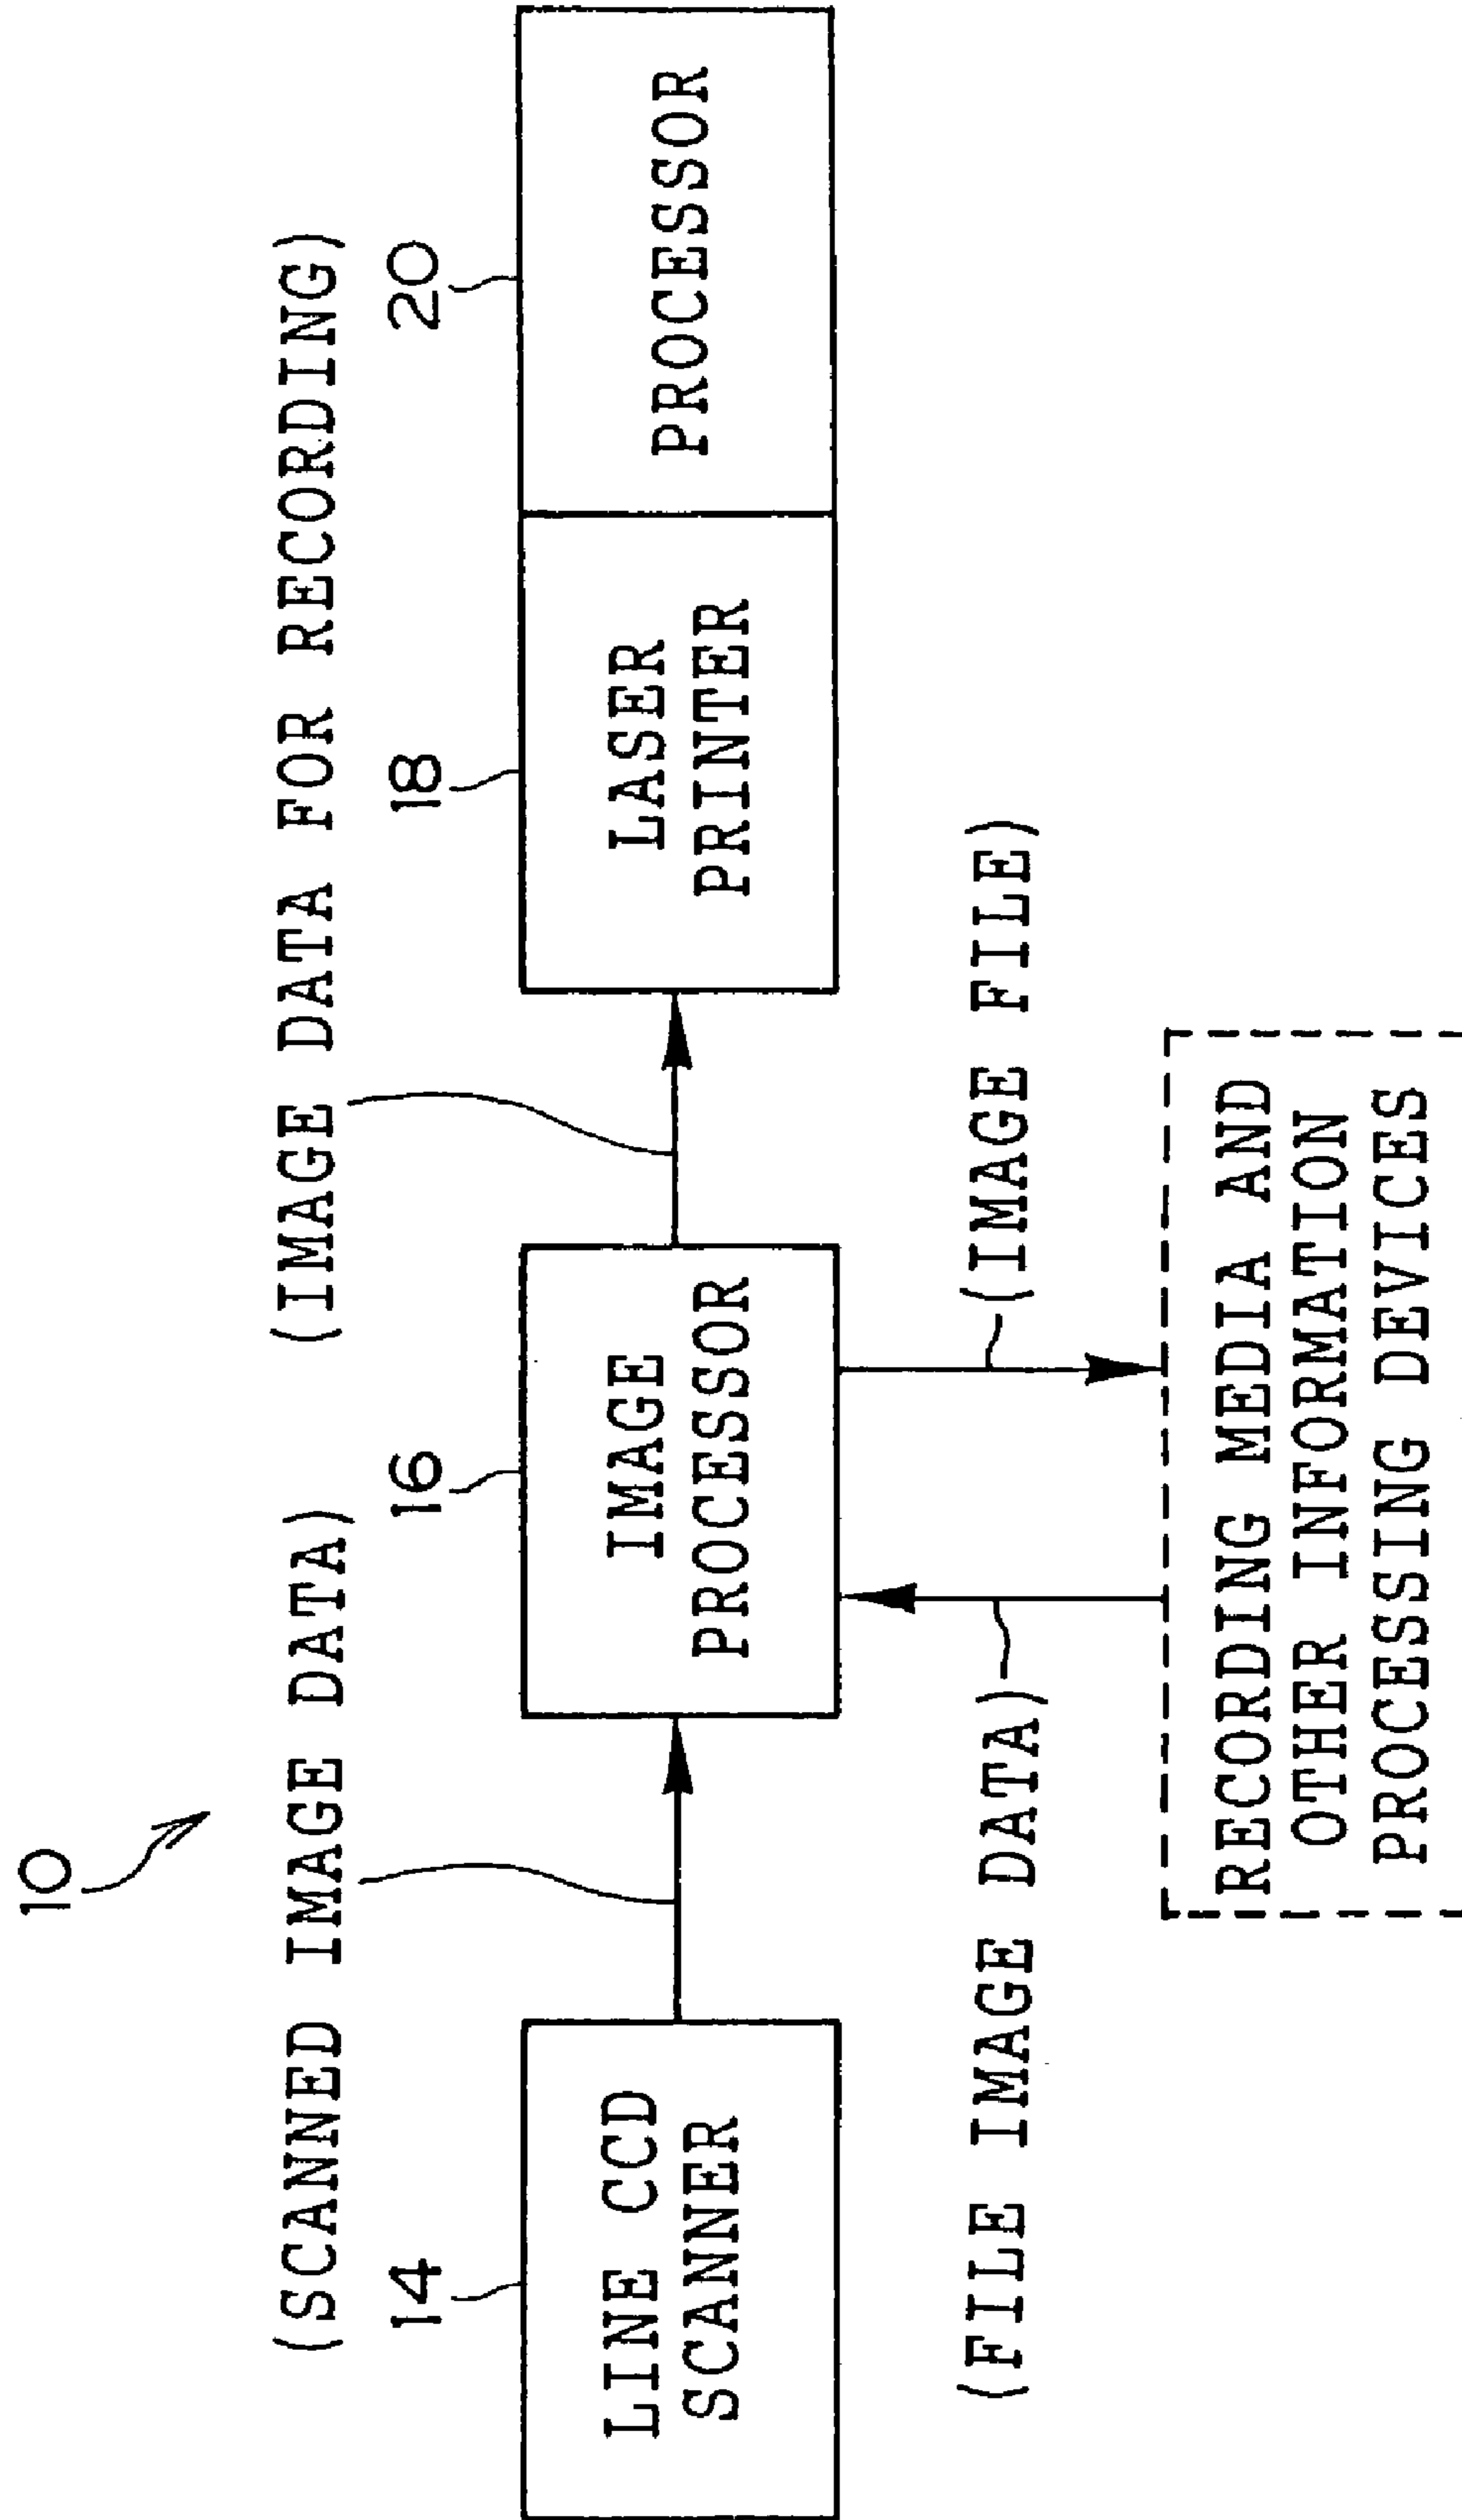 10
(SCANNED IMAGE DATA)
(IMAGE DATA FOR RECORDING)
14
16
18
20
LINE CCD
SCANNER
IMAGE
PROCESSOR
LASER
PRINTER
PROCESSOR
(FILE IMAGE DATA)
(IMAGE FILE)
RECORDING MEDIA AND
OTHER INFORMATION
PROCESSING DEVICES